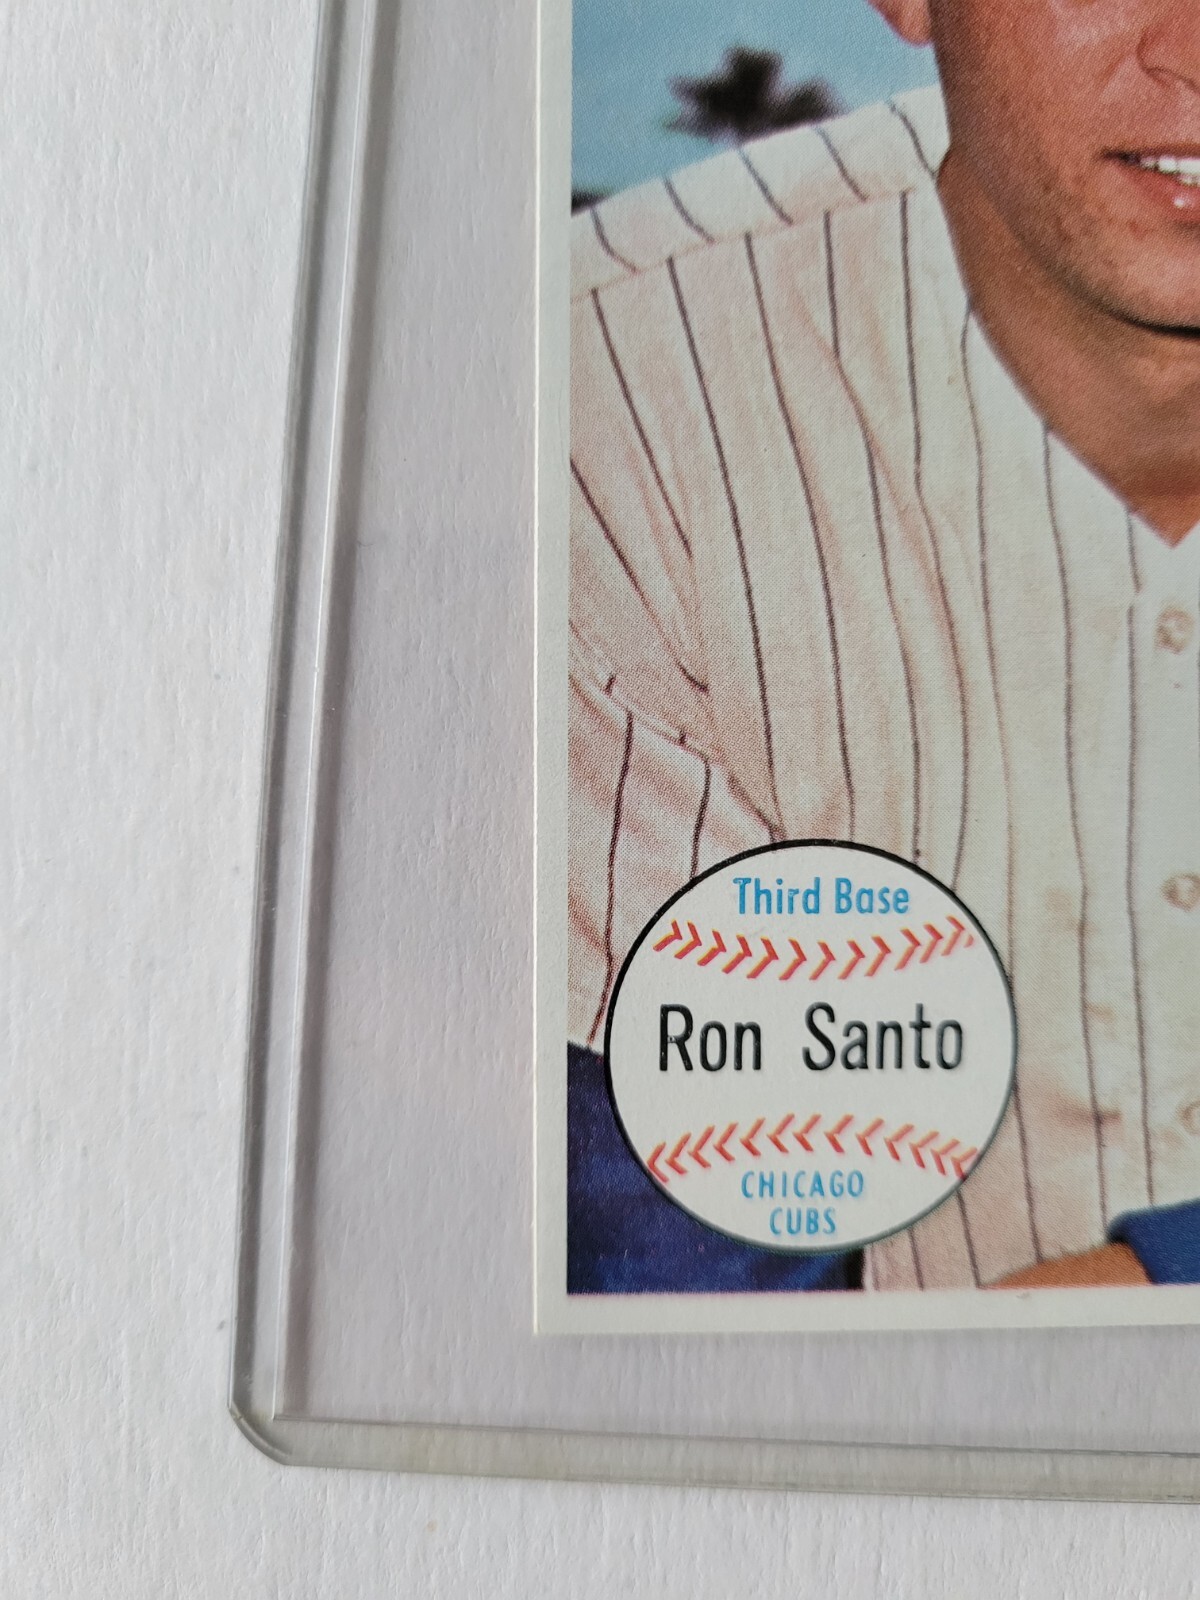 Third Base
Ron Santo
CHICAGO
CUBS